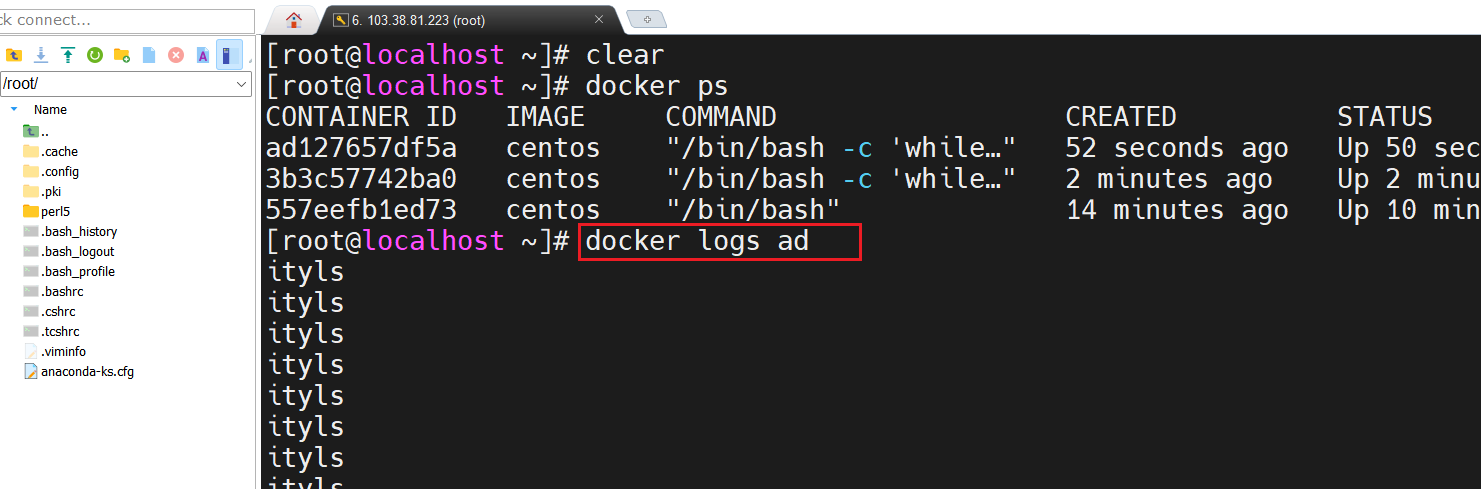 ck connect...
6. 103.38.81.223 (root)
/root/
Name
..
.cache
.config
.pki
perl5
.bash_history
.bash_logout
.bash_profile
.bashrc
.cshrc
.tcshrc
.viminfo
anaconda-ks.cfg
[root@localhost ~]# clear
[root@localhost ~]# docker ps
CONTAINER ID   IMAGE     COMMAND                  CREATED          STATUS
ad127657df5a   centos    "/bin/bash -c 'while…"   52 seconds ago   Up 50 sec
3b3c57742ba0   centos    "/bin/bash -c 'while…"   2 minutes ago    Up 2 minu
557eefb1ed73   centos    "/bin/bash"              14 minutes ago   Up 10 min
[root@localhost ~]# docker logs ad
ityls
ityls
ityls
ityls
ityls
ityls
ityls
ityls